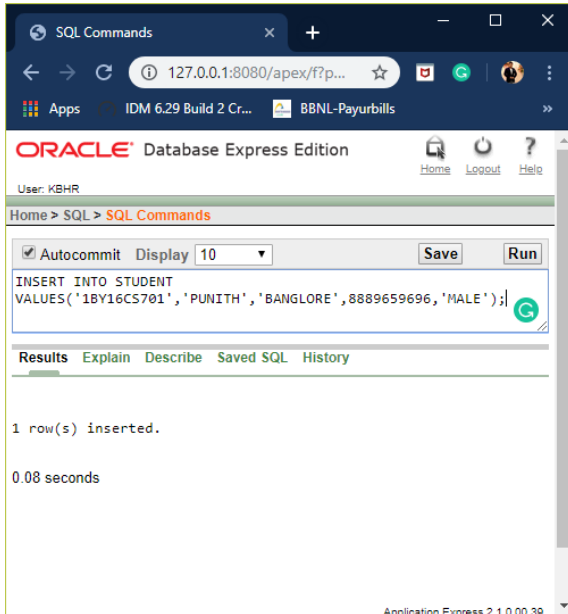 SQL Commands
127.0.0.1:8080/apex/f?p...
Apps IDM 6.29 Build 2 Cr... BBNL-Payurbills »
ORACLE Database Express Edition
Home Logout Help
User: KBHR
Home > SQL > SQL Commands
Autocommit Display 10 Save Run
INSERT INTO STUDENT
VALUES('1BY16CS701','PUNITH','BANGLORE',8889659696,'MALE');
Results Explain Describe Saved SQL History
1 row(s) inserted.
0.08 seconds
Application Express 2.1.0.00.39